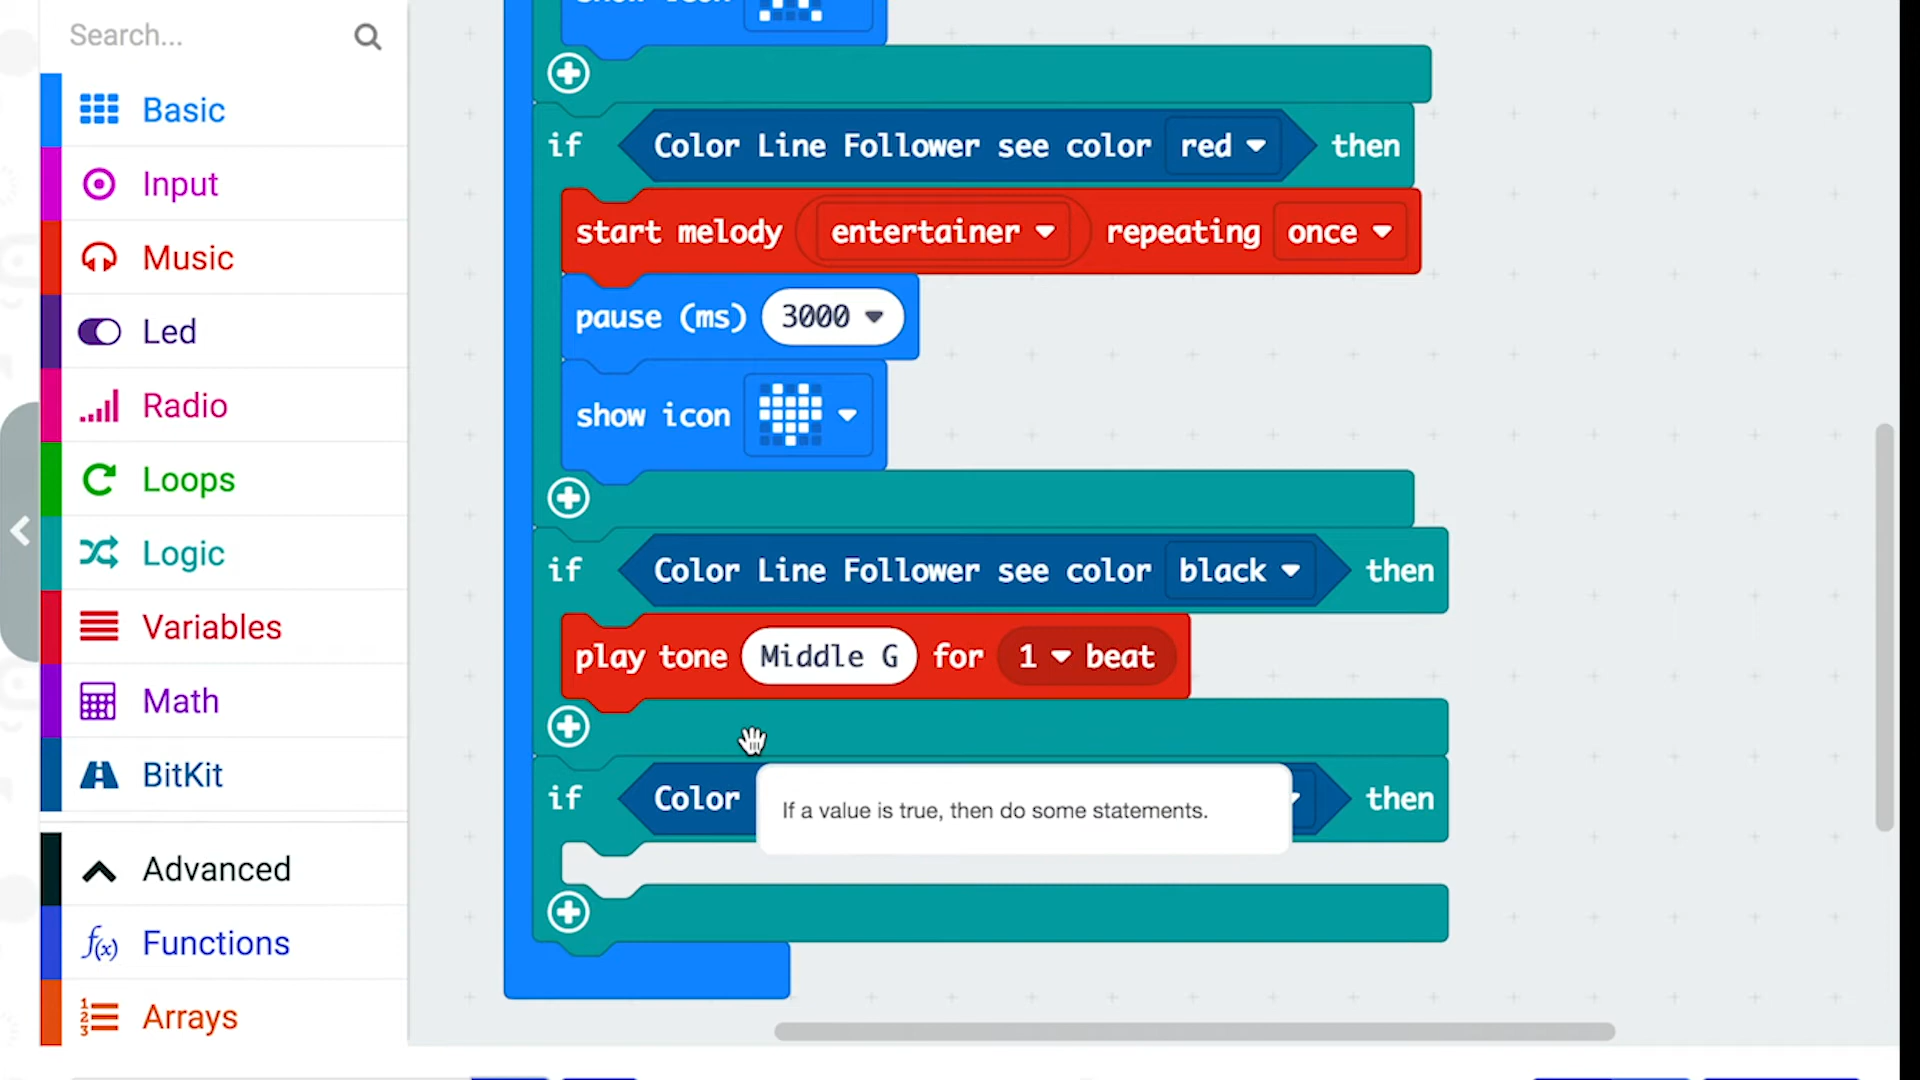 Search...
Basic
Input
Music
Led
Radio
Loops
Logic
Variables
Math
BitKit
Advanced
Functions
Arrays
if Color Line Follower see color red then
start melody entertainer repeating once
pause (ms) 3000
show icon
if Color Line Follower see color black then
play tone Middle G for 1 beat
if Color then
If a value is true, then do some statements.